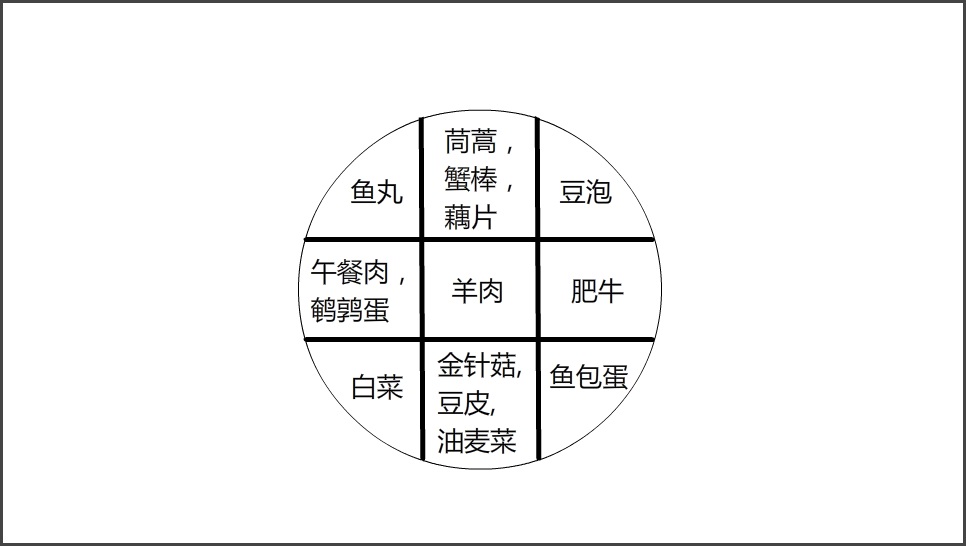 鱼丸
茼蒿，
蟹棒，
藕片
豆泡
午餐肉，
鹌鹑蛋
羊肉
肥牛
白菜
金针菇,
豆皮,
油麦菜
鱼包蛋